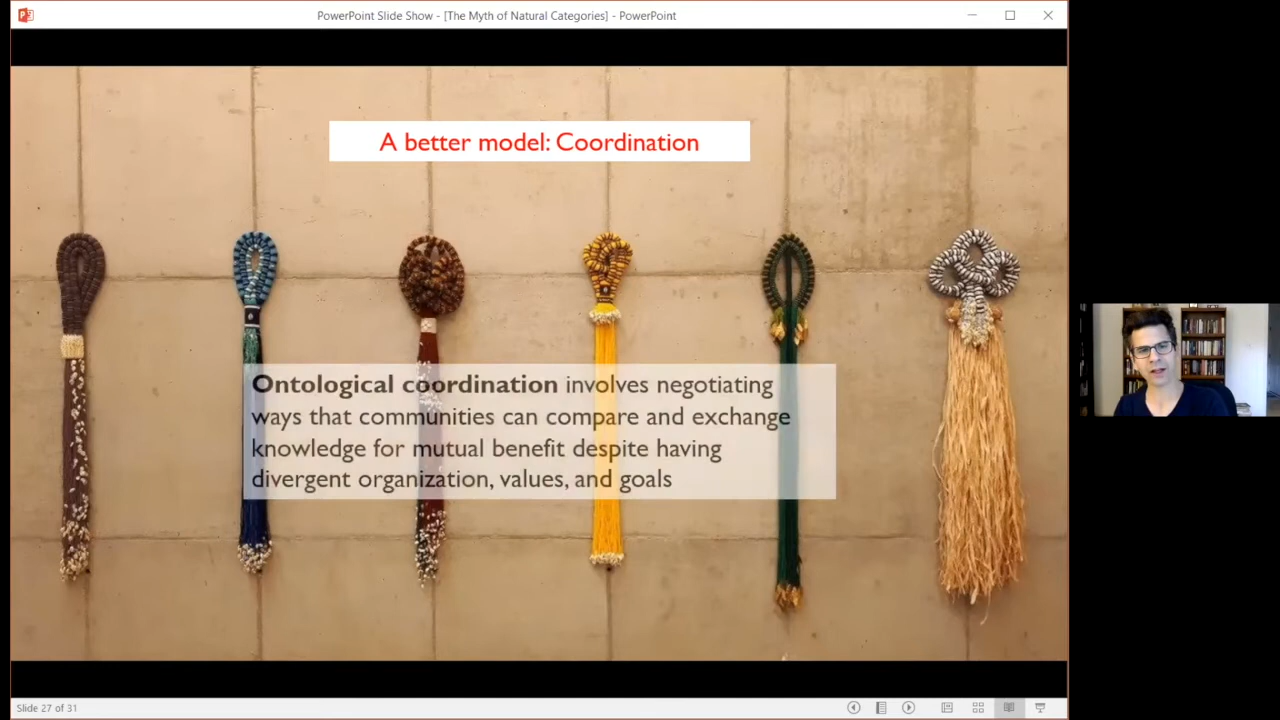 PowerPoint Slide Show - [The Myth of Natural Categories] - PowerPoint
A better model: Coordination
Ontological coordination involves negotiating
ways that communities can compare and exchange
knowledge for mutual benefit despite having
divergent organization, values, and goals
Slide 27 of 31